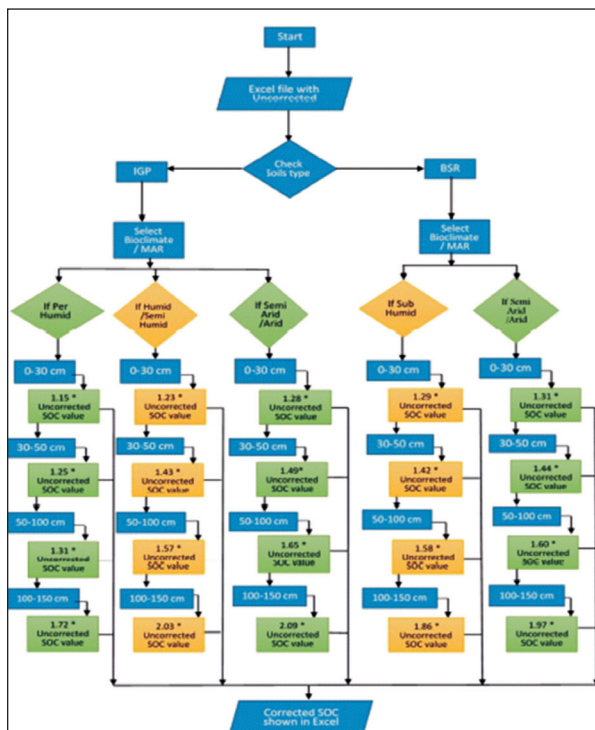 Start
Excel file with
Uncorrected
Check
Soils type
IGP
BSR
Select
Bioclimate
/ MAR
Select
Bioclimate
/ MAR
If Per
Humid
If Humid
/Semi
Humid
If Semi
Arid
/Arid
If Sub
Humid
If Semi
Arid
/Arid
0-30 cm
1.15 *
Uncorrected
SOC value
30-50 cm
1.25 *
Uncorrected
SOC value
50-100 cm
1.31 *
Uncorrected
SOC value
100-150 cm
1.72 *
Uncorrected
SOC value
0-30 cm
1.23 *
Uncorrected
SOC value
30-50 cm
1.43 *
Uncorrected
SOC value
50-100 cm
1.57 *
Uncorrected
SOC value
100-150 cm
2.03 *
Uncorrected
SOC value
0-30 cm
1.28 *
Uncorrected
SOC value
30-50 cm
1.49*
Uncorrected
SOC value
50-100 cm
1.65 *
Uncorrected
SOC value
100-150 cm
2.09 *
Uncorrected
SOC value
0-30 cm
1.29 *
Uncorrected
SOC value
30-50 cm
1.42 *
Uncorrected
SOC value
50-100 cm
1.58 *
Uncorrected
SOC value
100-150 cm
1.86 *
Uncorrected
SOC value
0-30 cm
1.31 *
Uncorrected
SOC value
30-50 cm
1.44 *
Uncorrected
SOC value
50-100 cm
1.60 *
Uncorrected
SOC value
100-150 cm
1.97 *
Uncorrected
SOC value
Corrected SOC
shown in Excel